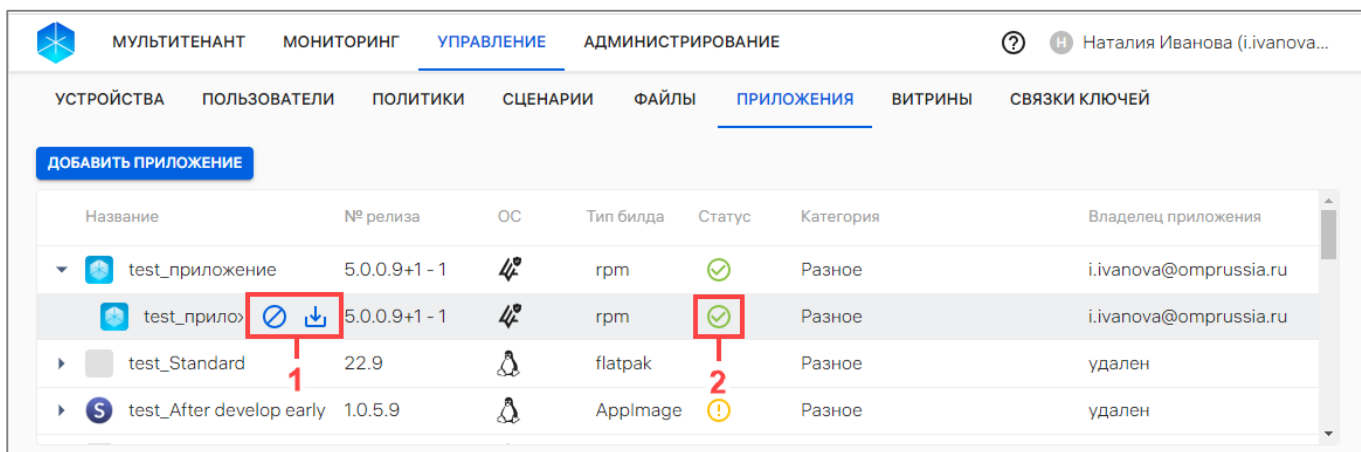 МУЛЬТИТЕНАНТ МОНИТОРИНГ УПРАВЛЕНИЕ АДМИНИСТРИРОВАНИЕ ? Н Наталия Иванова (i.ivanova...
УСТРОЙСТВА ПОЛЬЗОВАТЕЛИ ПОЛИТИКИ СЦЕНАРИИ ФАЙЛЫ ПРИЛОЖЕНИЯ ВИТРИНЫ СВЯЗКИ КЛЮЧЕЙ
ДОБАВИТЬ ПРИЛОЖЕНИЕ
Название № релиза ОС Тип билда Статус Категория Владелец приложения
test_приложение 5.0.0.9+1 - 1 rpm Разное i.ivanova@omprussia.ru
test_прилож 5.0.0.9+1 - 1 rpm Разное i.ivanova@omprussia.ru
test_Standard 22.9 flatpak Разное удален
1 2
S test_After develop early 1.0.5.9 AppImage Разное удален